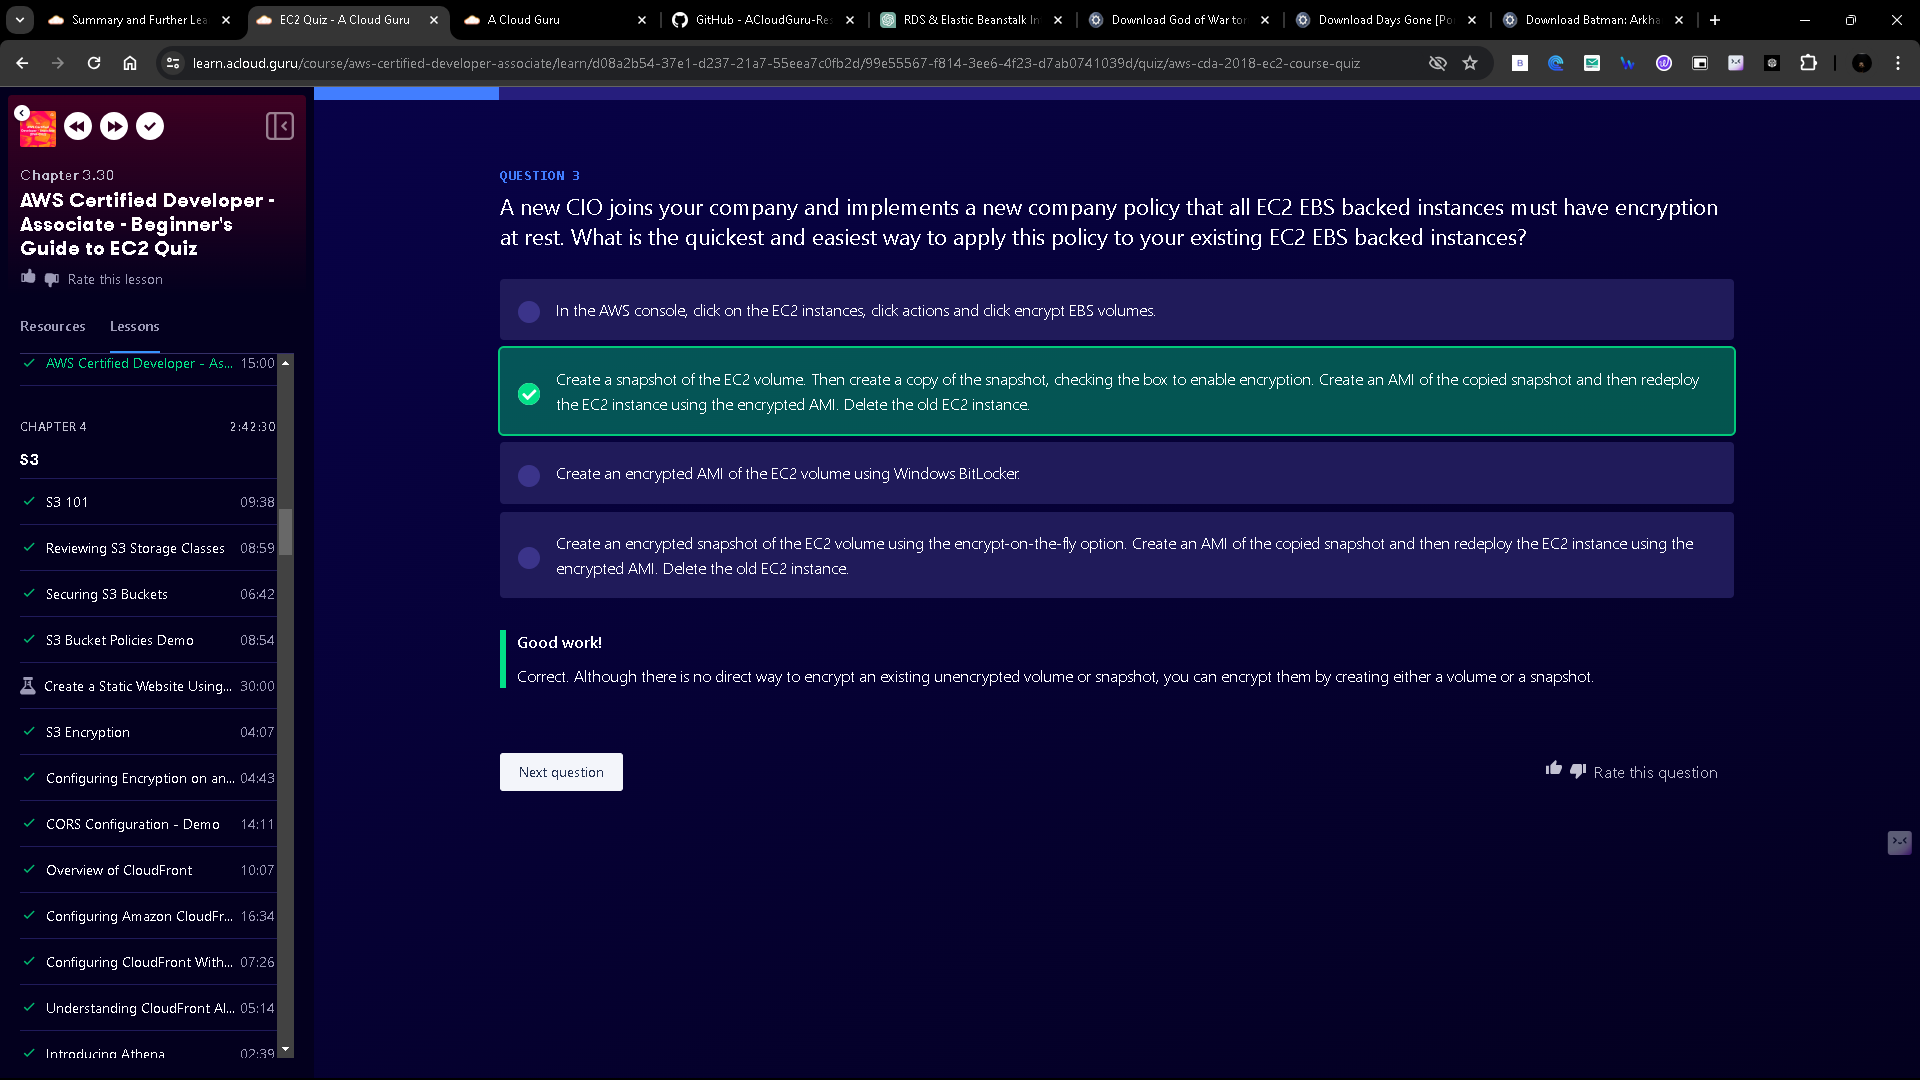 Summary and Further Lea
EC2 Quiz - A Cloud Guru
A Cloud Guru
GitHub - ACloudGuru-Res
RDS & Elastic Beanstalk In
Download God of War tor
Download Days Gone [Po
Download Batman: Arkha
learn.acloud.guru/course/aws-certified-developer-associate/learn/d08a2b54-37e1-d237-21a7-55eea7c0fb2d/99e55567-f814-3ee6-4f23-d7ab0741039d/quiz/aws-cda-2018-ec2-course-quiz
Chapter 3.30
AWS Certified Developer -
Associate - Beginner's
Guide to EC2 Quiz
Rate this lesson
Resources
Lessons
AWS Certified Developer - As... 15:00
CHAPTER 4 2:42:30
S3
S3 101 09:38
Reviewing S3 Storage Classes 08:59
Securing S3 Buckets 06:42
S3 Bucket Policies Demo 08:54
Create a Static Website Using... 30:00
S3 Encryption 04:07
Configuring Encryption on an... 04:43
CORS Configuration - Demo 14:11
Overview of CloudFront 10:07
Configuring Amazon CloudFr... 16:34
Configuring CloudFront With... 07:26
Understanding CloudFront Al... 05:14
Introducing Athena 02:39
QUESTION 3
A new CIO joins your company and implements a new company policy that all EC2 EBS backed instances must have encryption
at rest. What is the quickest and easiest way to apply this policy to your existing EC2 EBS backed instances?
In the AWS console, click on the EC2 instances, click actions and click encrypt EBS volumes.
Create a snapshot of the EC2 volume. Then create a copy of the snapshot, checking the box to enable encryption. Create an AMI of the copied snapshot and then redeploy
the EC2 instance using the encrypted AMI. Delete the old EC2 instance.
Create an encrypted AMI of the EC2 volume using Windows BitLocker.
Create an encrypted snapshot of the EC2 volume using the encrypt-on-the-fly option. Create an AMI of the copied snapshot and then redeploy the EC2 instance using the
encrypted AMI. Delete the old EC2 instance.
Good work!
Correct. Although there is no direct way to encrypt an existing unencrypted volume or snapshot, you can encrypt them by creating either a volume or a snapshot.
Next question
Rate this question